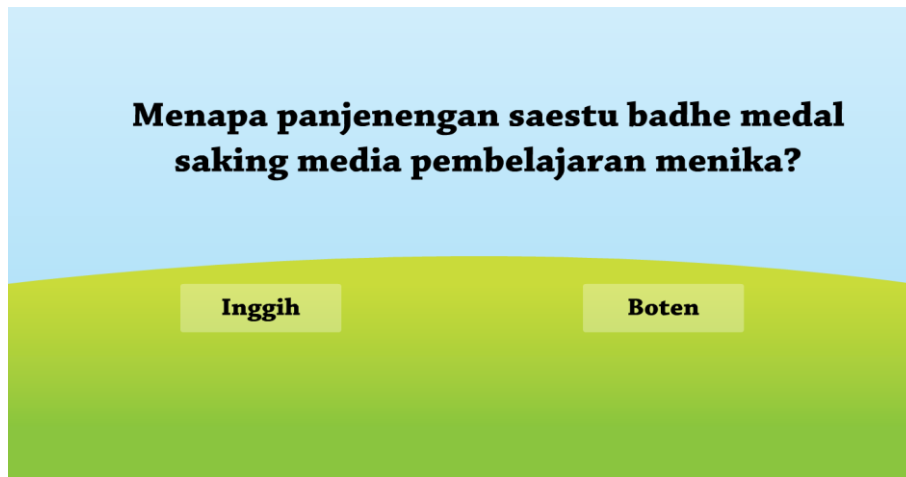 Menapa panjenengan saestu badhe medal
saking media pembelajaran menika?
Inggih
Boten